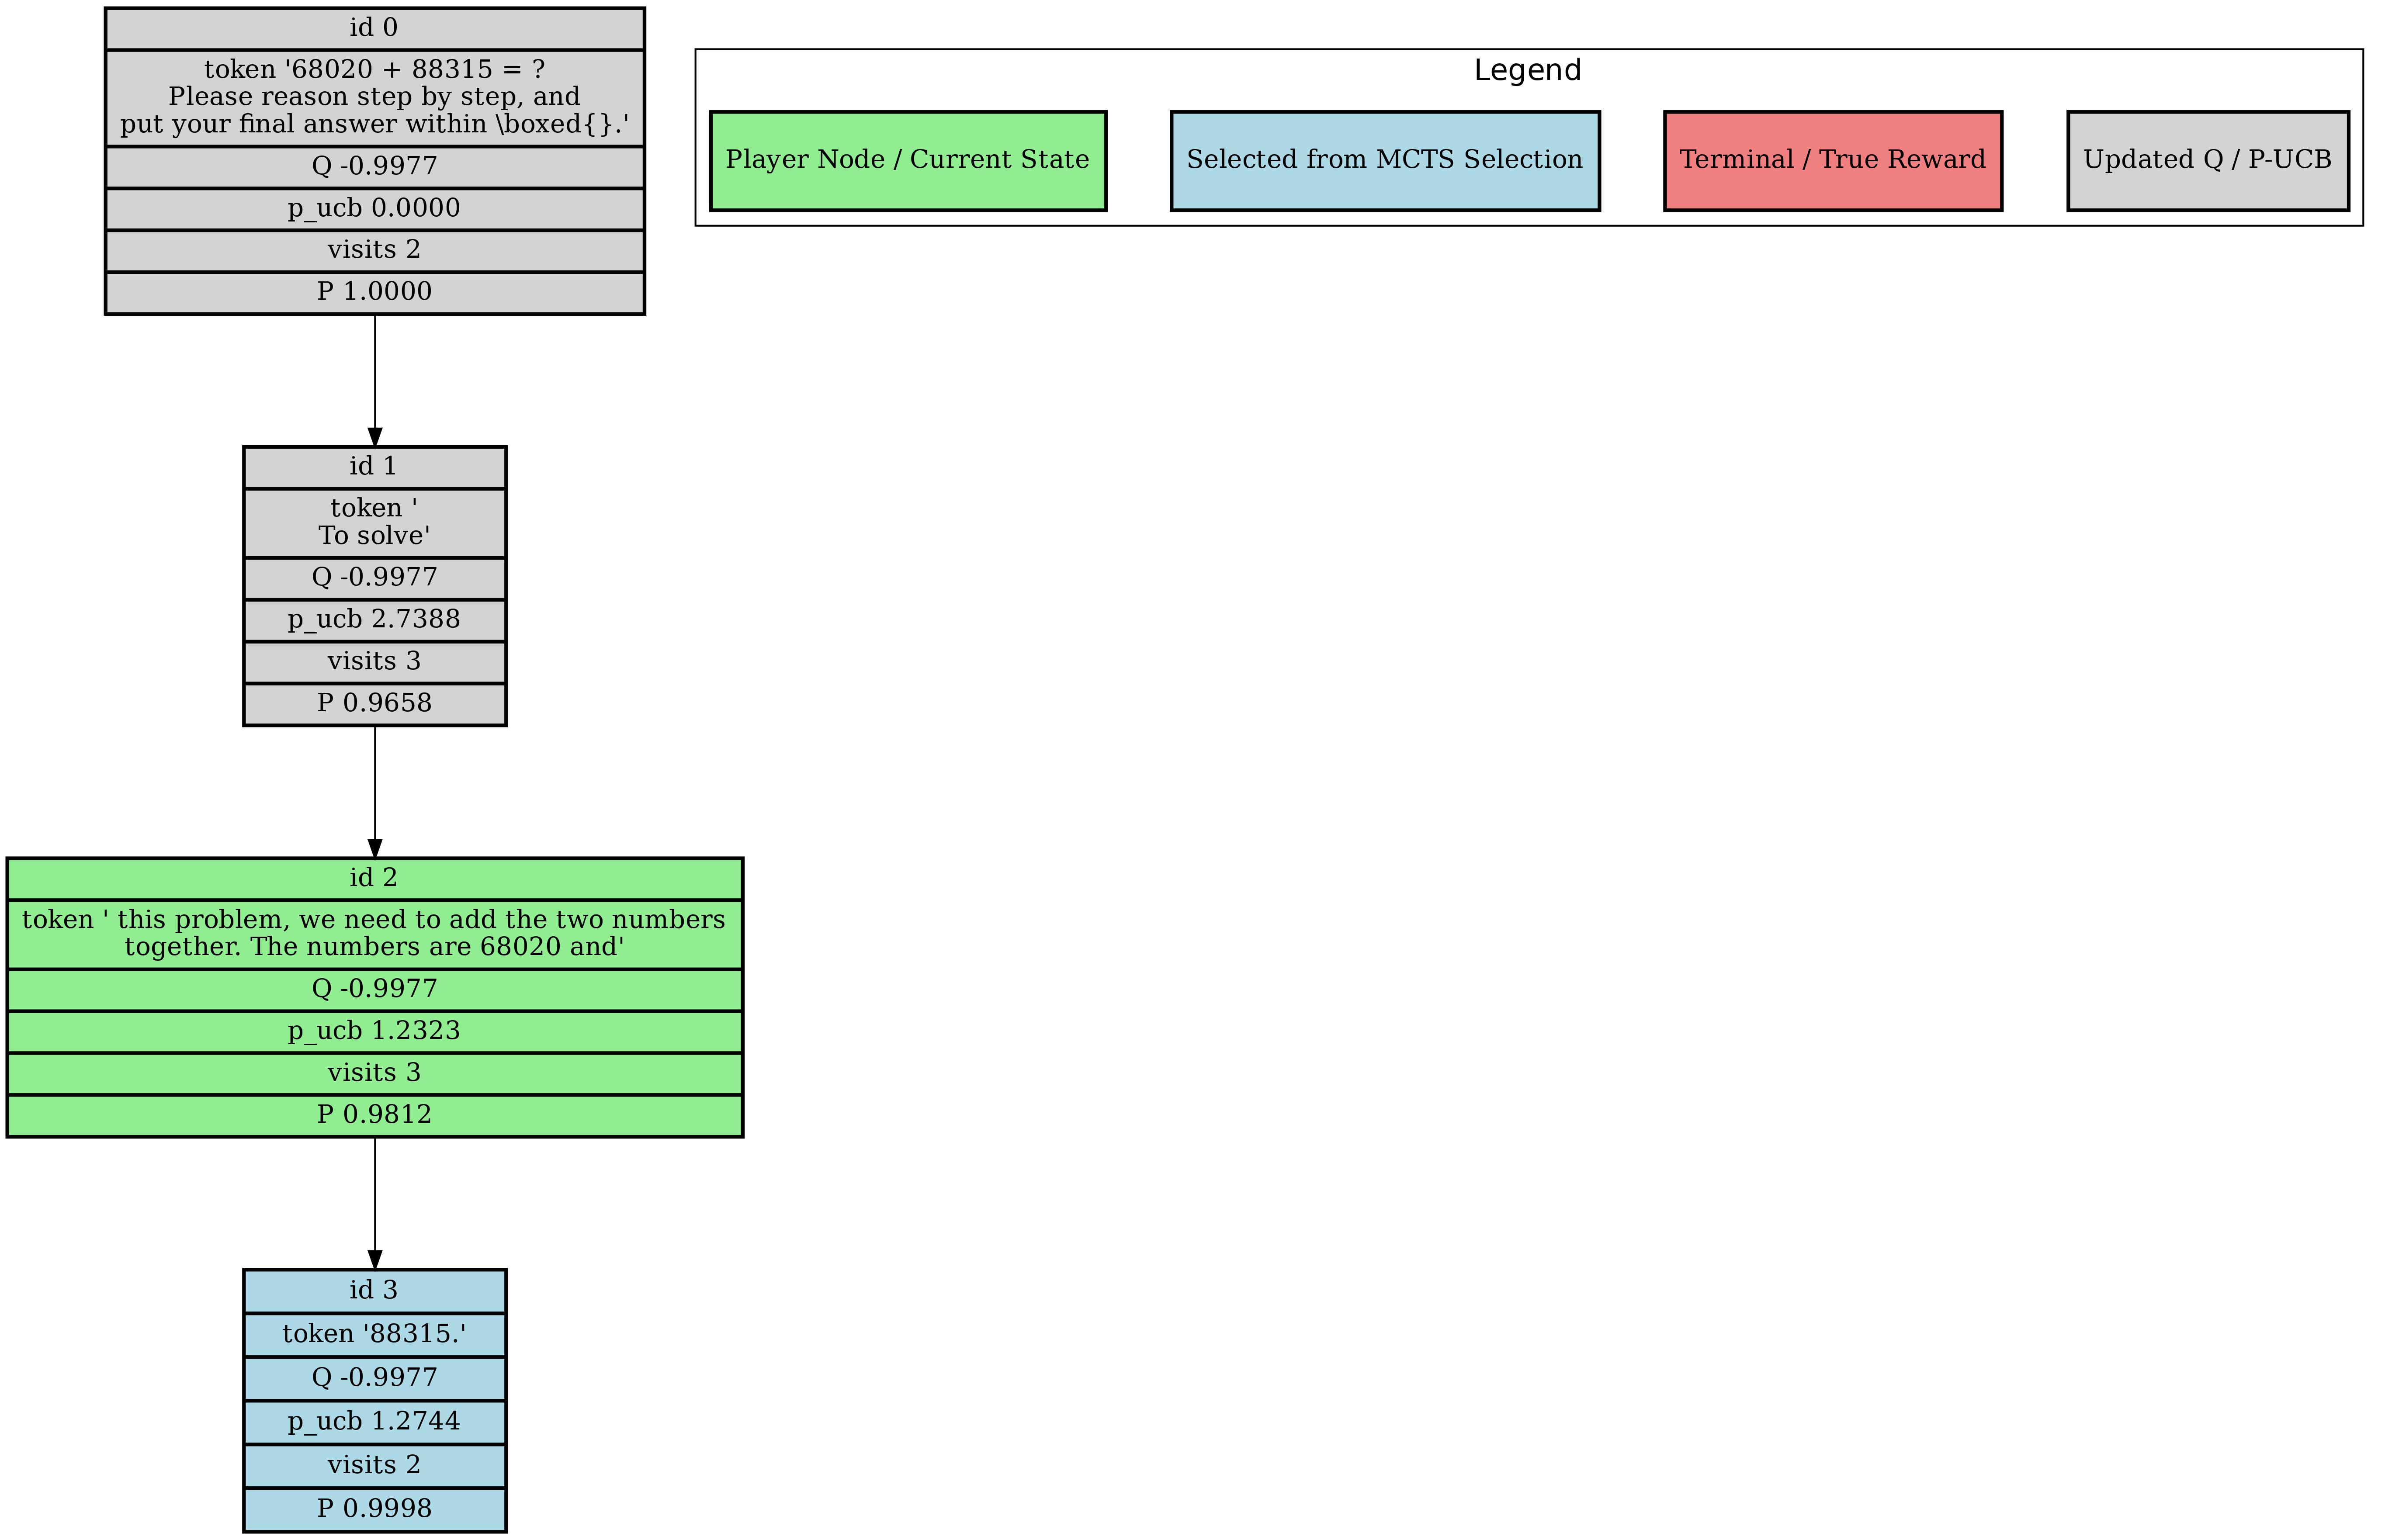 id 0
token '68020 + 88315 = ?
Please reason step by step, and
put your final answer within \boxed{}.'
Q -0.9977
p_ucb 0.0000
visits 2
P 1.0000
Legend
Player Node / Current State
Selected from MCTS Selection
Terminal / True Reward
Updated Q / P-UCB
id 1
token '
To solve'
Q -0.9977
p_ucb 2.7388
visits 3
P 0.9658
id 2
token ' this problem, we need to add the two numbers
together. The numbers are 68020 and'
Q -0.9977
p_ucb 1.2323
visits 3
P 0.9812
id 3
token '88315.'
Q -0.9977
p_ucb 1.2744
visits 2
P 0.9998